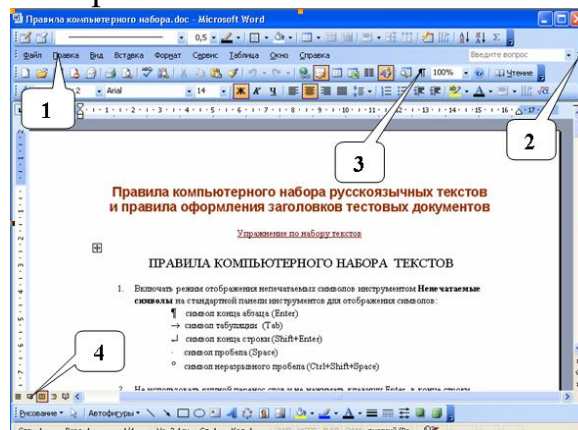 Правила компьютерного набора.doc - Microsoft Word
0,5
Файл Правка Вид Вставка Формат Сервис Таблица Окно Справка Введите вопрос
100% Чтение
Arial 14 Ж К Ч
1
2
3
Правила компьютерного набора русскоязычных текстов
и правила оформления заголовков тестовых документов
Упражнение по набору текстов
ПРАВИЛА КОМПЬЮТЕРНОГО НАБОРА ТЕКСТОВ
1. Включать режим отображения непечатаемых символов инструментом Непечатаемые
символы на стандартной панели инструментов для отображения символов:
¶ символ конца абзаца (Enter)
→ символ табуляции (Tab)
↵ символ конца строки (Shift+Enter)
· символ пробела (Space)
° символ неразрывного пробела (Ctrl+Shift+Space)
4
Рисование Автофигуры